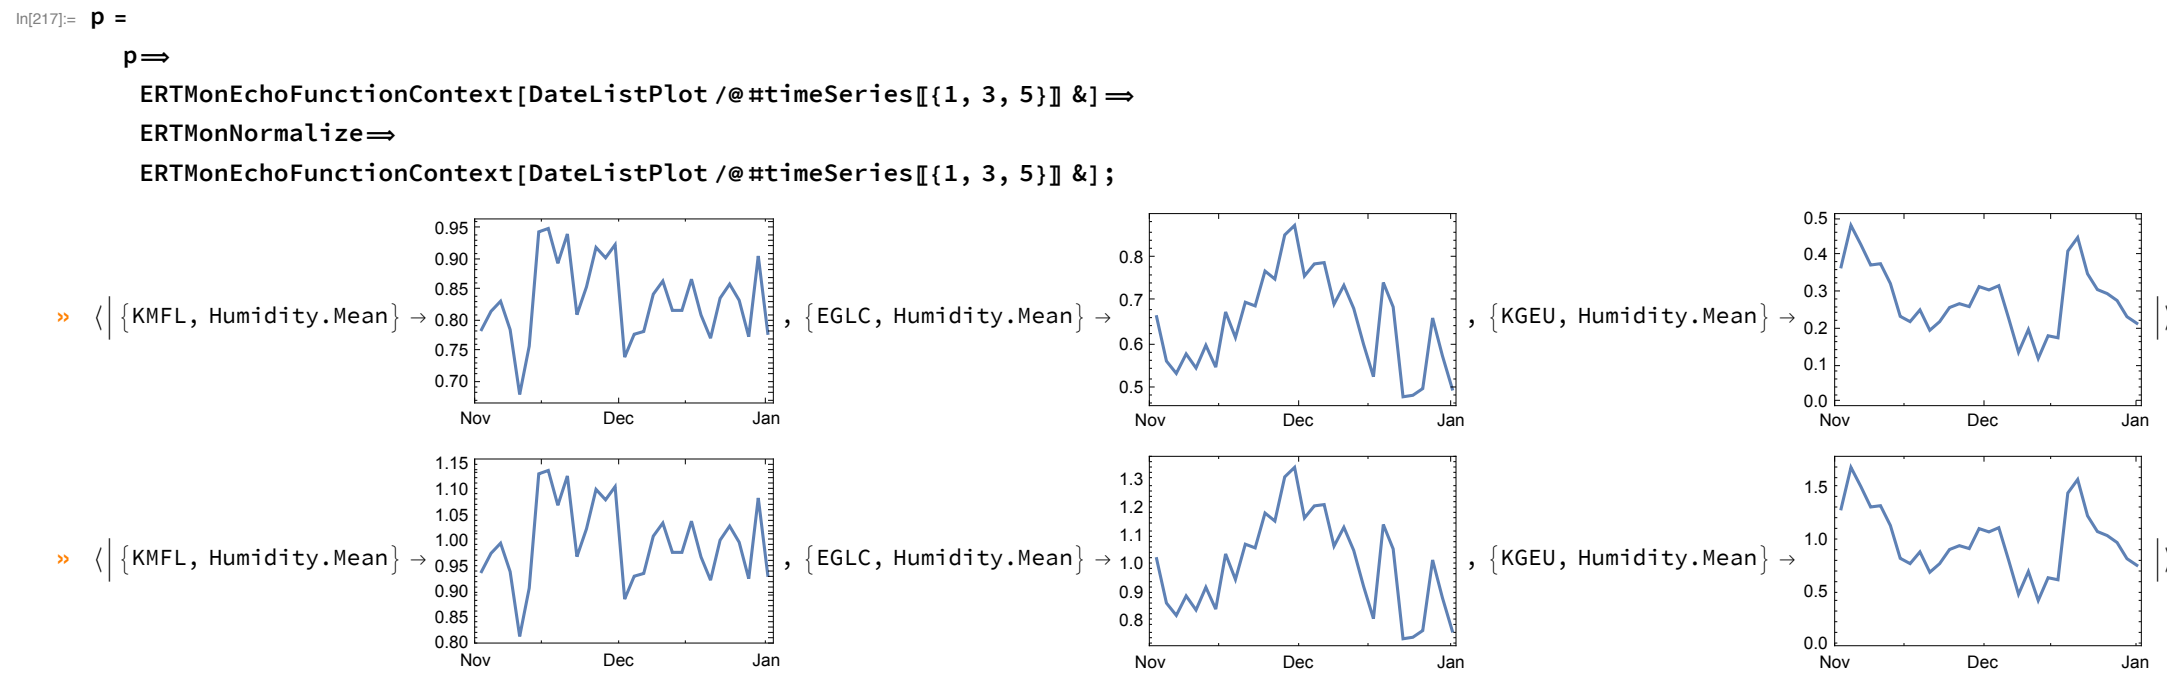 In[217]:= p =
p⟹
ERTMonEchoFunctionContext[DateListPlot /@ #timeSeries〚{1, 3, 5}〛 &]⟹
ERTMonNormalize⟹
ERTMonEchoFunctionContext[DateListPlot /@ #timeSeries〚{1, 3, 5}〛 &];
» <| {KMFL, Humidity.Mean} →
0.95
0.90
0.85
0.80
0.75
0.70
Nov Dec Jan
, {EGLC, Humidity.Mean} →
0.8
0.7
0.6
0.5
Nov Dec Jan
, {KGEU, Humidity.Mean} →
0.5
0.4
0.3
0.2
0.1
0.0
Nov Dec Jan
|>
» <| {KMFL, Humidity.Mean} →
1.15
1.10
1.05
1.00
0.95
0.90
0.85
0.80
Nov Dec Jan
, {EGLC, Humidity.Mean} →
1.3
1.2
1.1
1.0
0.9
0.8
Nov Dec Jan
, {KGEU, Humidity.Mean} →
1.5
1.0
0.5
0.0
Nov Dec Jan
|>